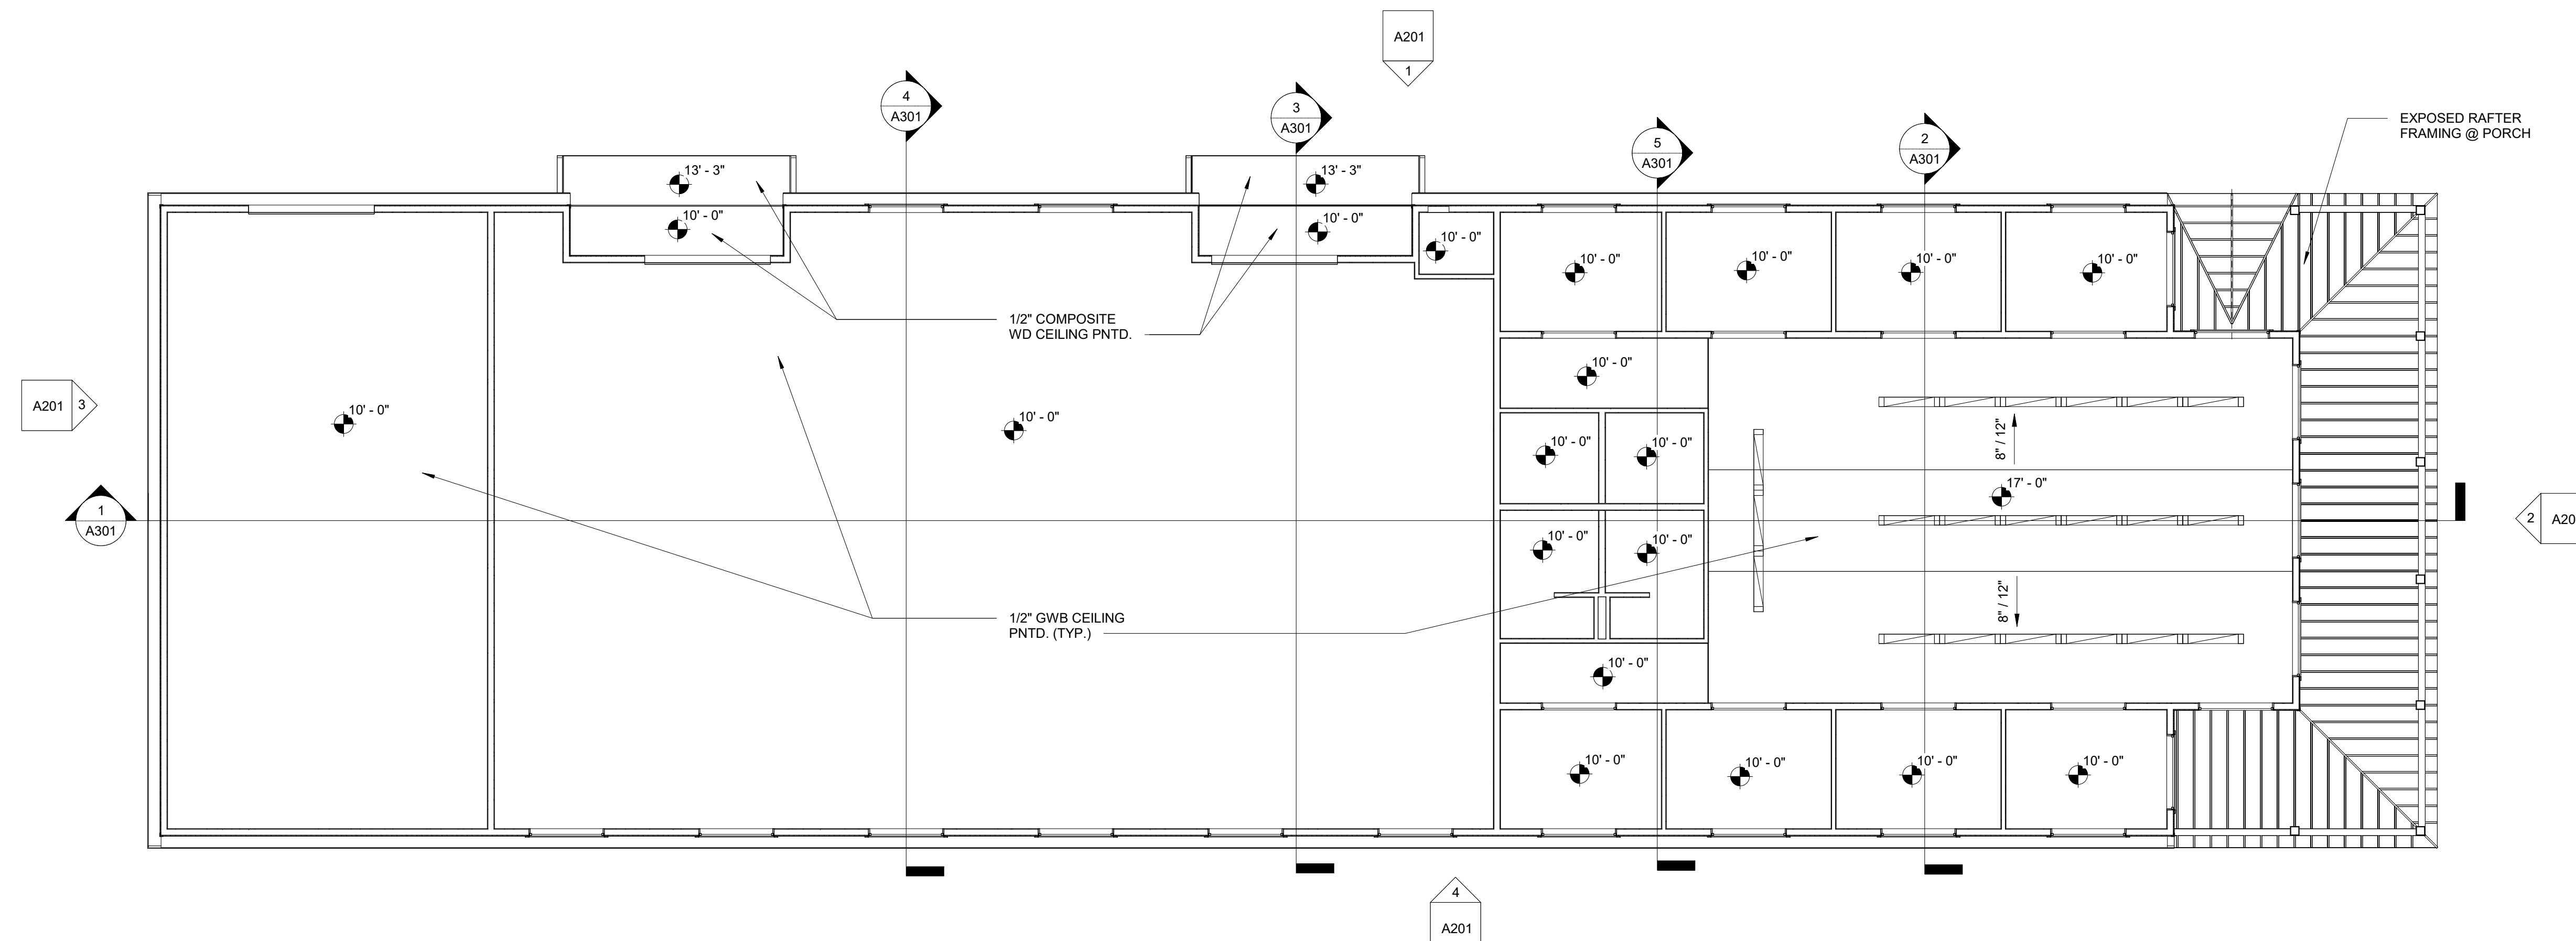 A201
1
4
A301
3
A301
5
A301
2
A301
EXPOSED RAFTER
FRAMING @ PORCH
13' - 3"
13' - 3"
10' - 0"
10' - 0"
10' - 0"
10' - 0"
10' - 0"
10' - 0"
10' - 0"
1/2" COMPOSITE
WD CEILING PNTD.
10' - 0"
A201
3
10' - 0"
10' - 0"
8" / 12"
10' - 0"
10' - 0"
17' - 0"
1
A301
2
A20
10' - 0"
10' - 0"
8" / 12"
1/2" GWB CEILING
PNTD. (TYP.)
10' - 0"
10' - 0"
10' - 0"
10' - 0"
10' - 0"
4
A201